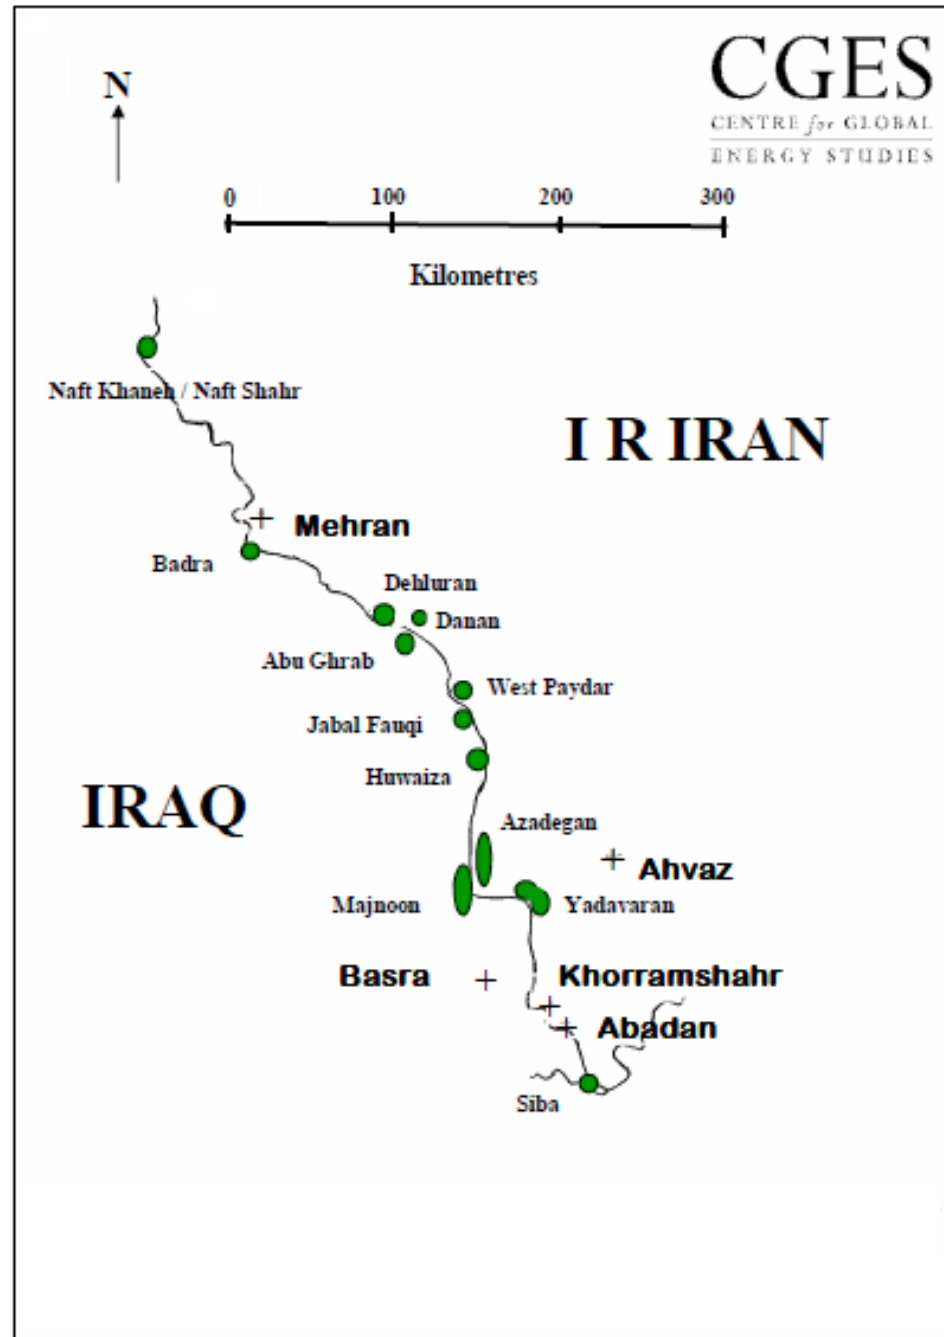 CGES
CENTRE for GLOBAL
ENERGY STUDIES
N
0 100 200 300
Kilometres
Naft Khaneh / Naft Shahr
I R IRAN
Mehran
Badra
Dehluran
Danan
Abu Ghrab
West Paydar
Jabal Fauqi
Huwaiza
IRAQ
Azadegan
Ahvaz
Majnoon
Yadavaran
Basra
Khorramshahr
Abadan
Siba